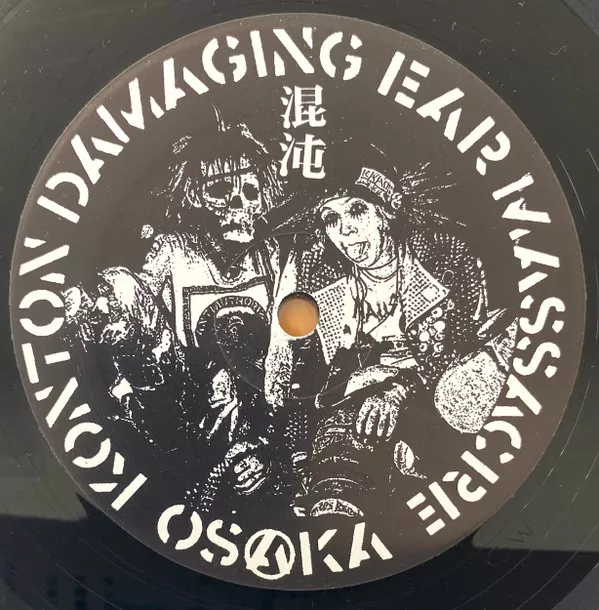 KONTON DAMAGING EAR MASSACRE
混沌
OSAKA